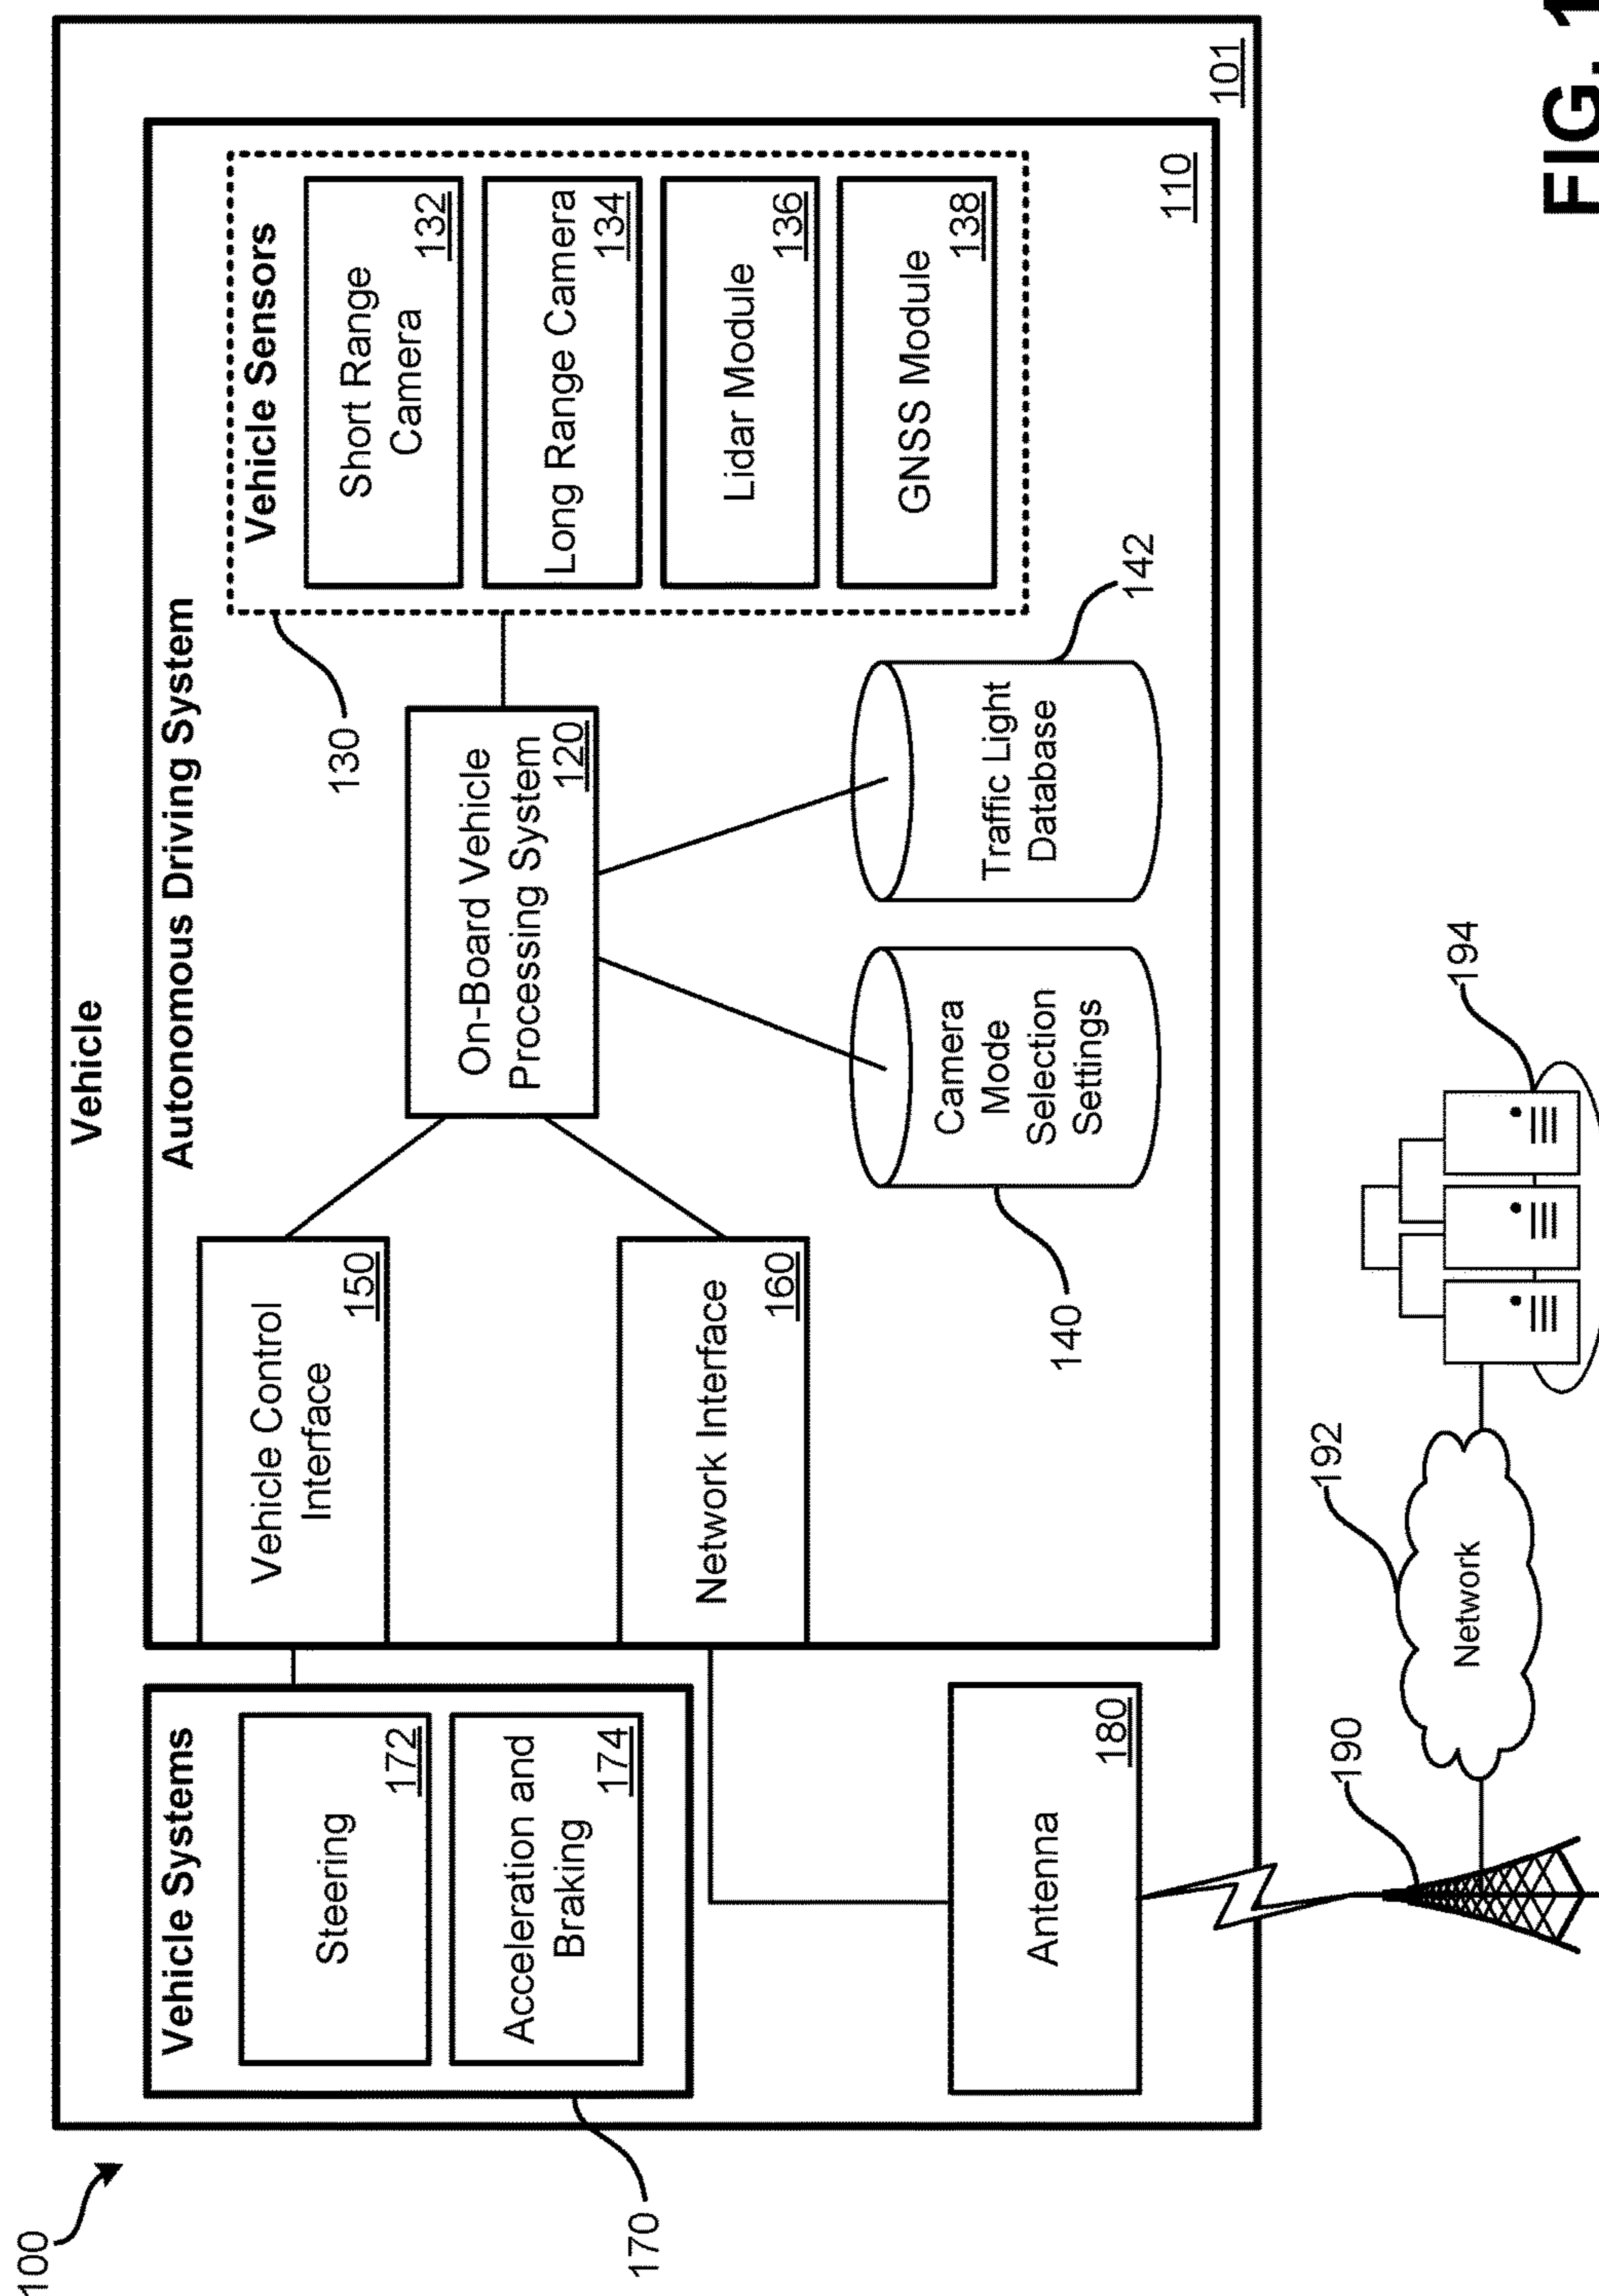 100
Vehicle
Vehicle Systems
Steering
172
Acceleration and
Braking
174
170
Autonomous Driving System
Vehicle Control
Interface
150
Network Interface
160
On-Board Vehicle
Processing System
120
130
Vehicle Sensors
Short Range
Camera
132
Long Range Camera
134
Lidar Module
136
GNSS Module
138
Camera
Mode
Selection
Settings
140
Traffic Light
Database
142
110
Antenna
180
101
190
Network
192
194
FIG. 1